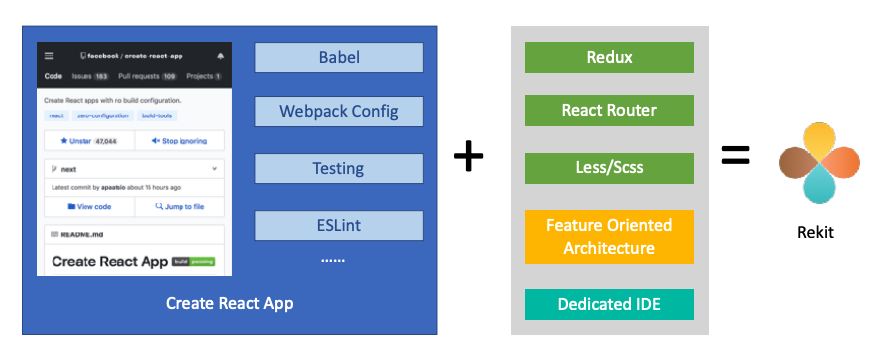 facebook / create-react-app
Code Issues 183 Pull requests 109 Projects 1
Create React apps with no build configuration.
react zero-configuration build-tools
Unstar 47,044 Stop ignoring
next
Latest commit by apaatsio about 15 hours ago
View code Jump to file
README.md
Create React App build passing
Babel
Webpack Config
Testing
ESLint
......
Create React App
+
Redux
React Router
Less/Scss
Feature Oriented
Architecture
Dedicated IDE
=
Rekit